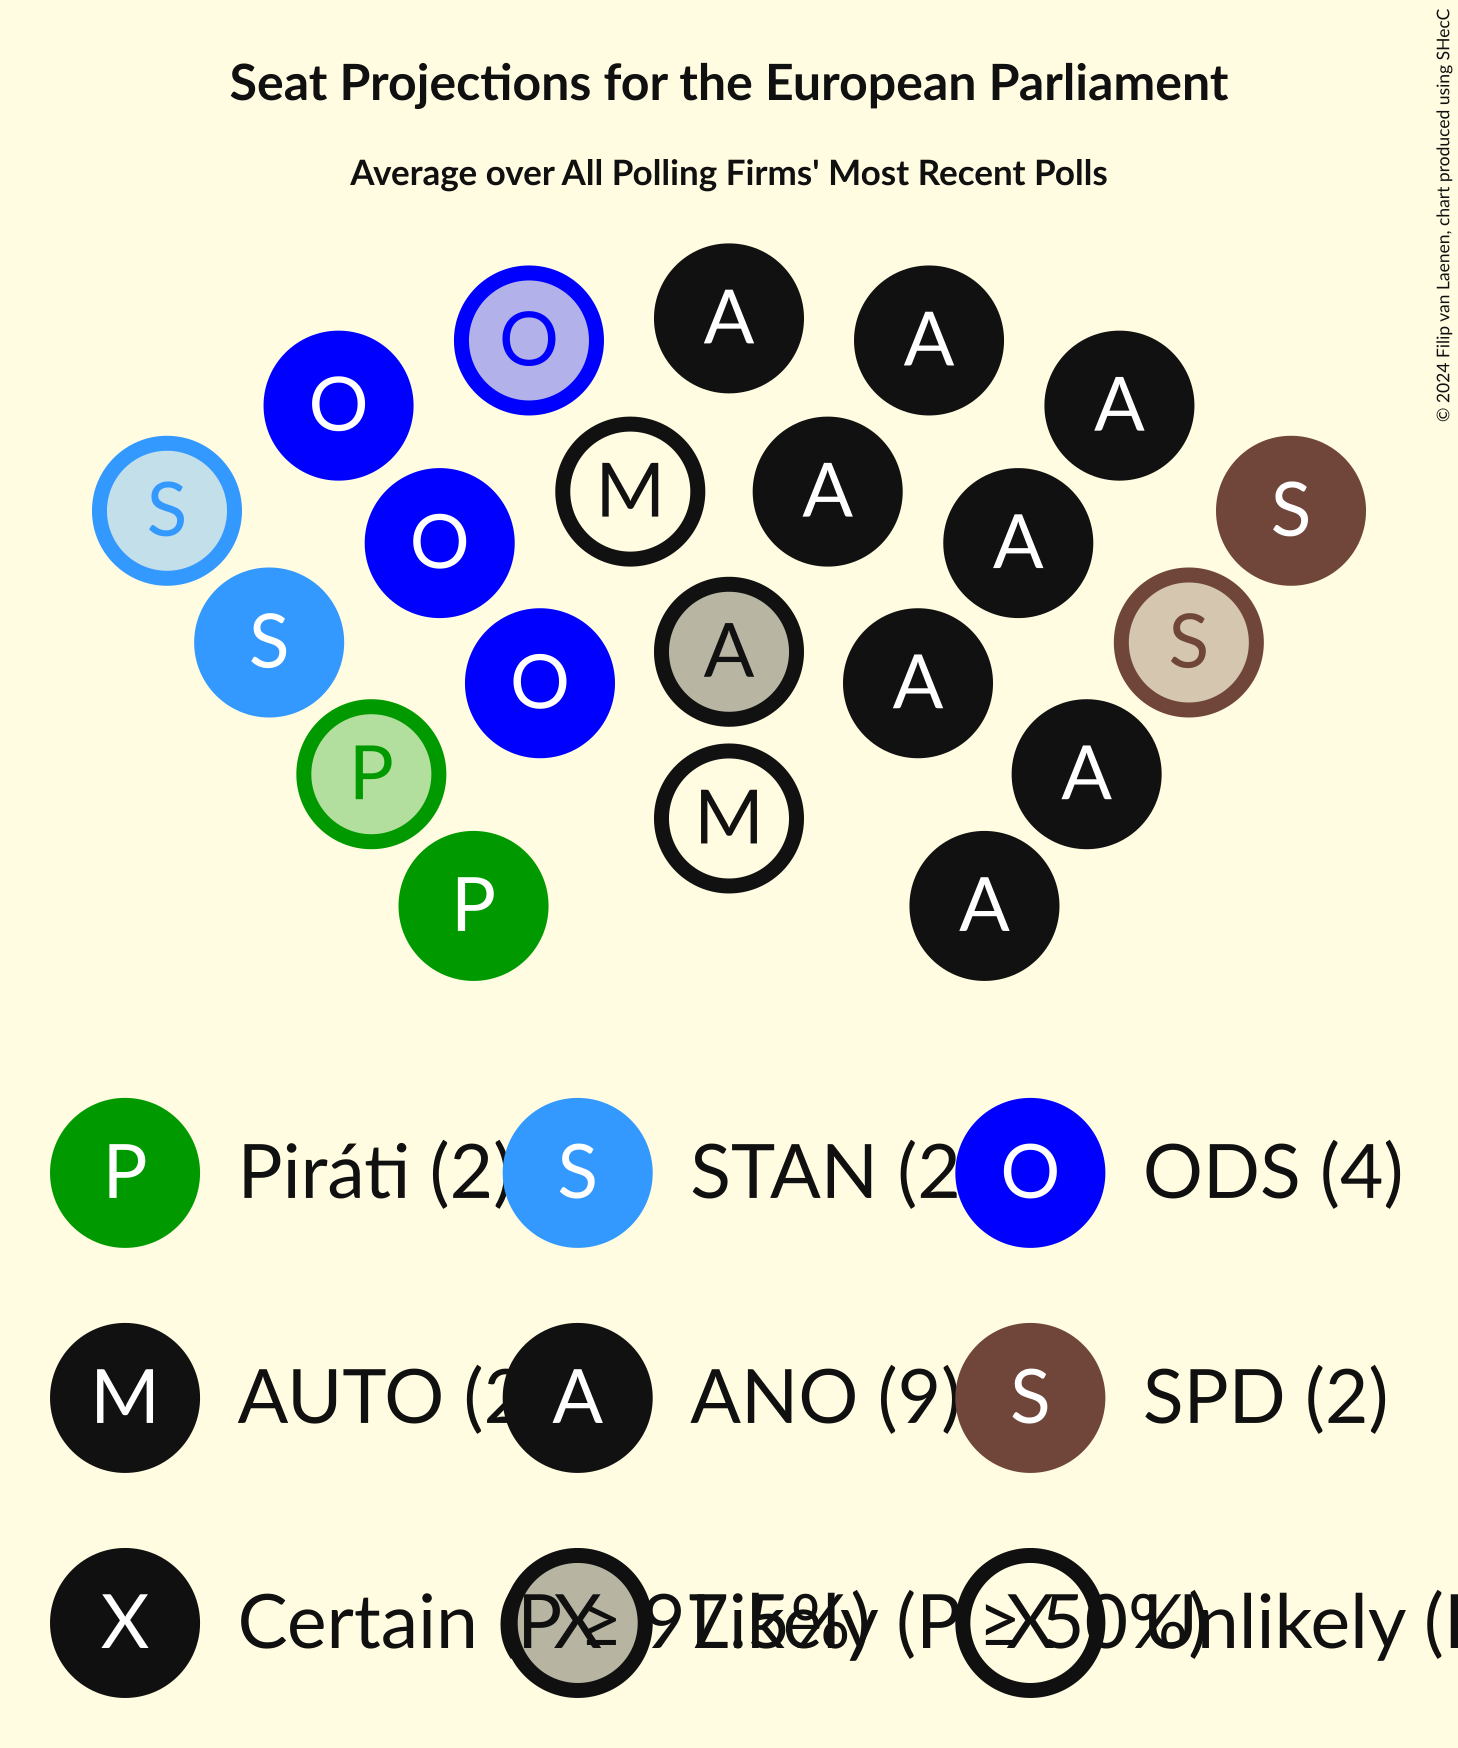 Seat Projections for the European Parliament
Average over All Polling Firms' Most Recent Polls
© 2024 Filip van Laenen, chart produced using SHecC
A
O A
O A
S S
M A
O A
S S
A
O A
P A
M
P A
P Piráti (2) S STAN (2 O ODS (4)
M AUTO (2 A ANO (9) S SPD (2)
X Certain (P ≥ 97.5%) X Likely (P ≥ 50%) X Unlikely (